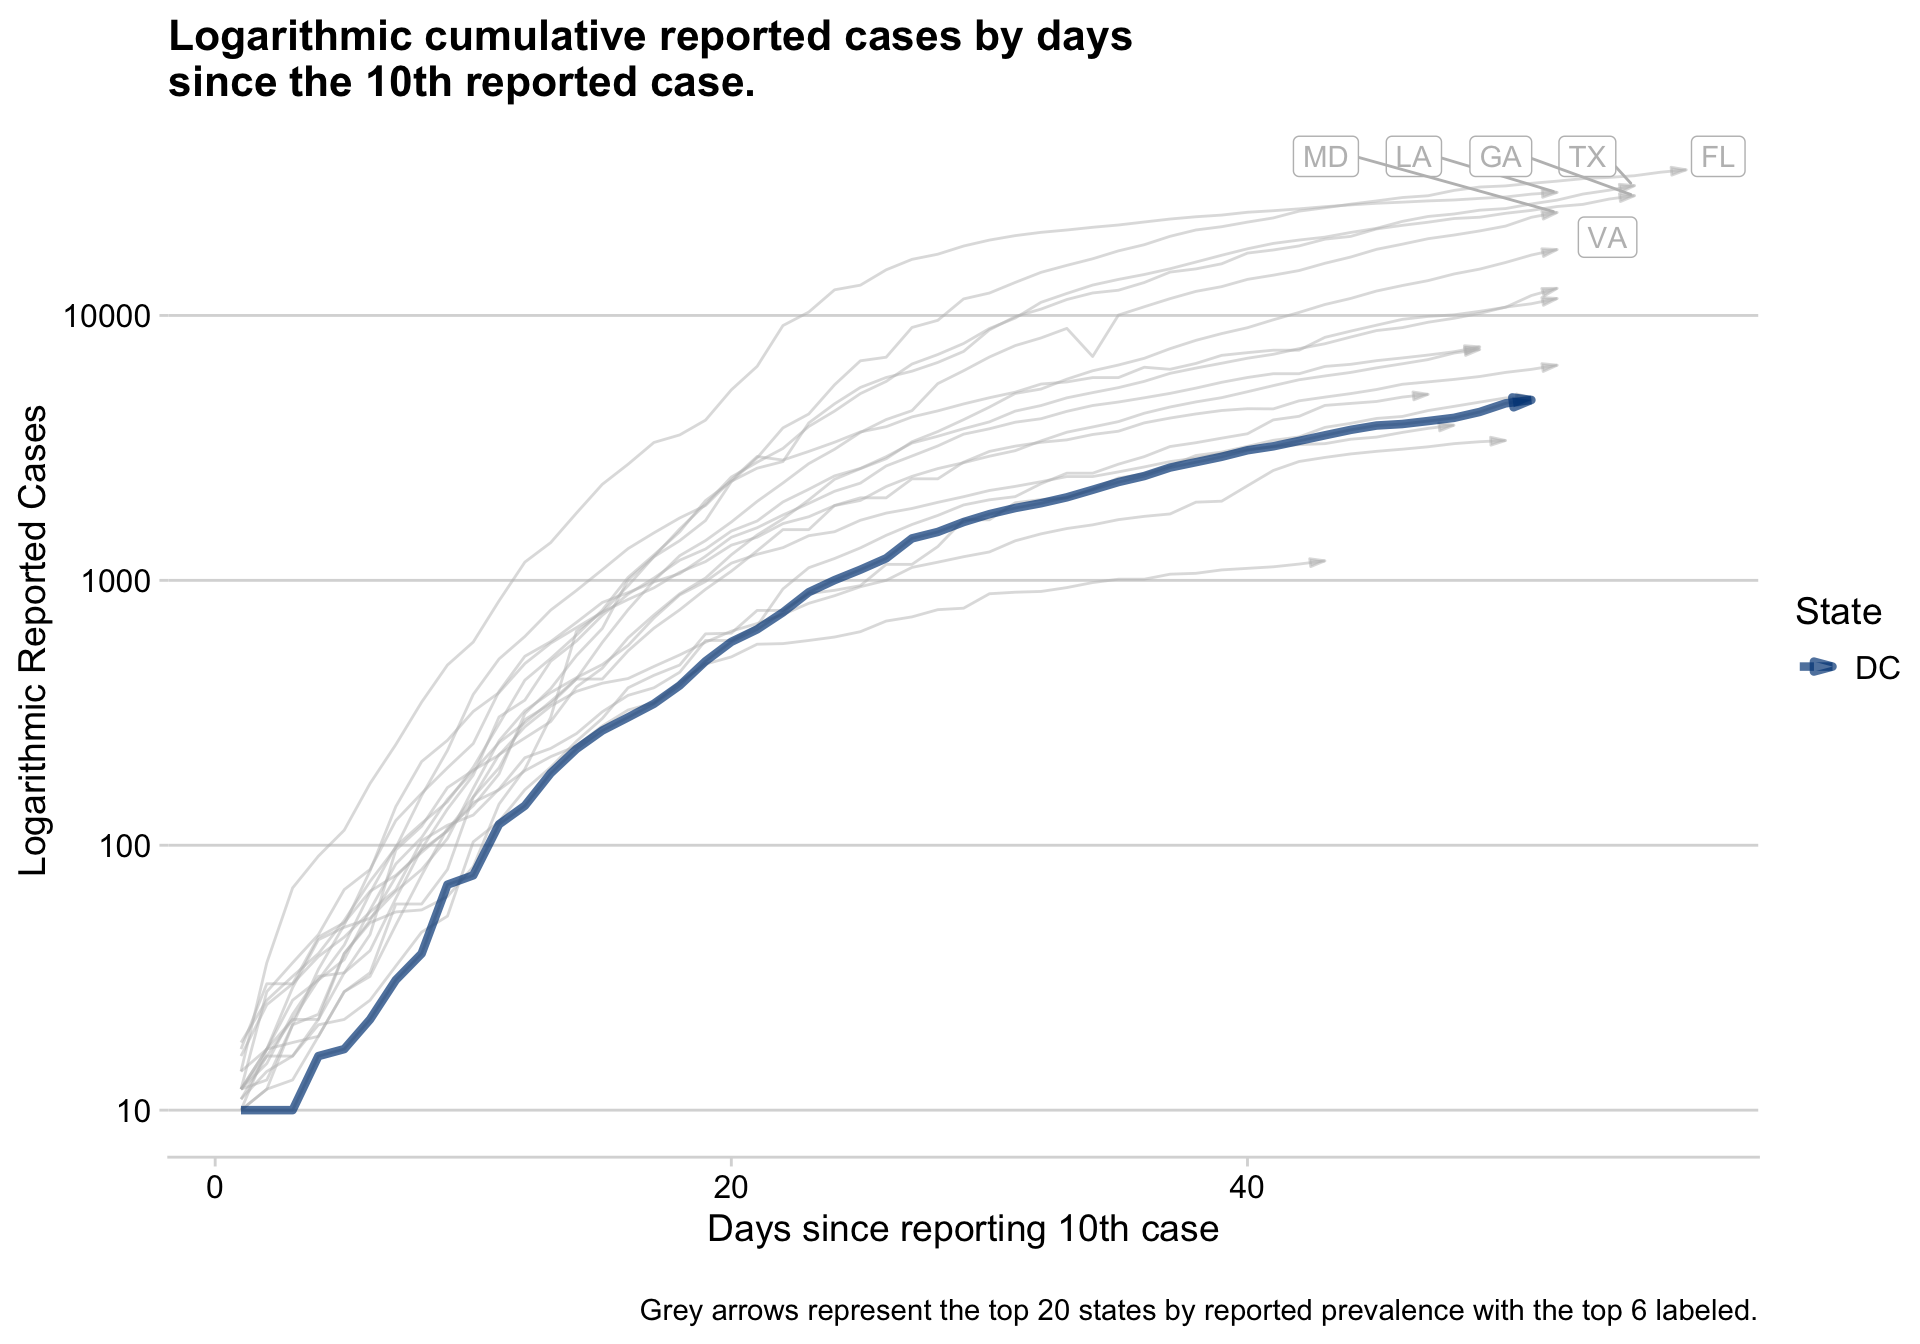 Logarithmic cumulative reported cases by days
since the 10th reported case.
MD LA GA TX FL
VA
10000
1000
100
10
Logarithmic Reported Cases
State
DC
0 20 40
Days since reporting 10th case
Grey arrows represent the top 20 states by reported prevalence with the top 6 labeled.